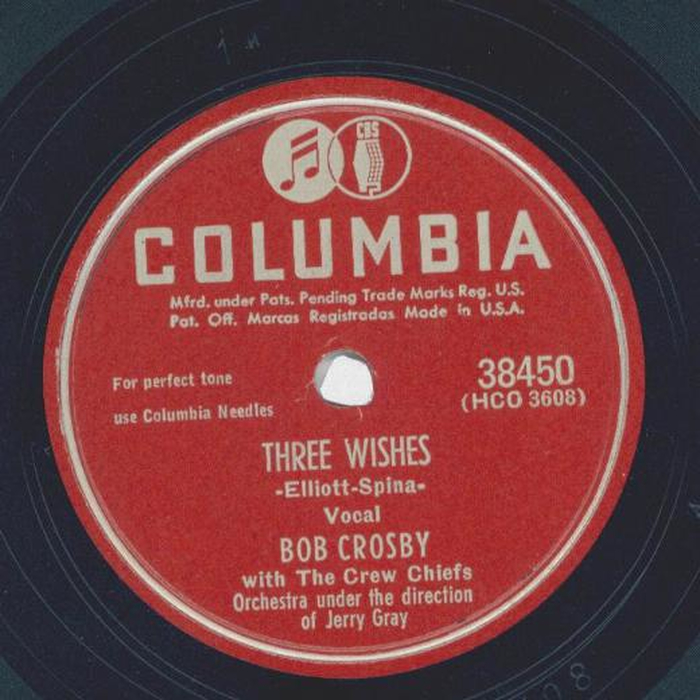 CBS
COLUMBIA
Mfrd. under Pats. Pending Trade Marks Reg. U.S.
Pat. Off. Marcas Registradas Made in U.S.A.
For perfect tone
use Columbia Needles
38450
(HCO 3608)
THREE WISHES
-Elliott-Spina-
Vocal
BOB CROSBY
with The Crew Chiefs
Orchestra under the direction
of Jerry Gray